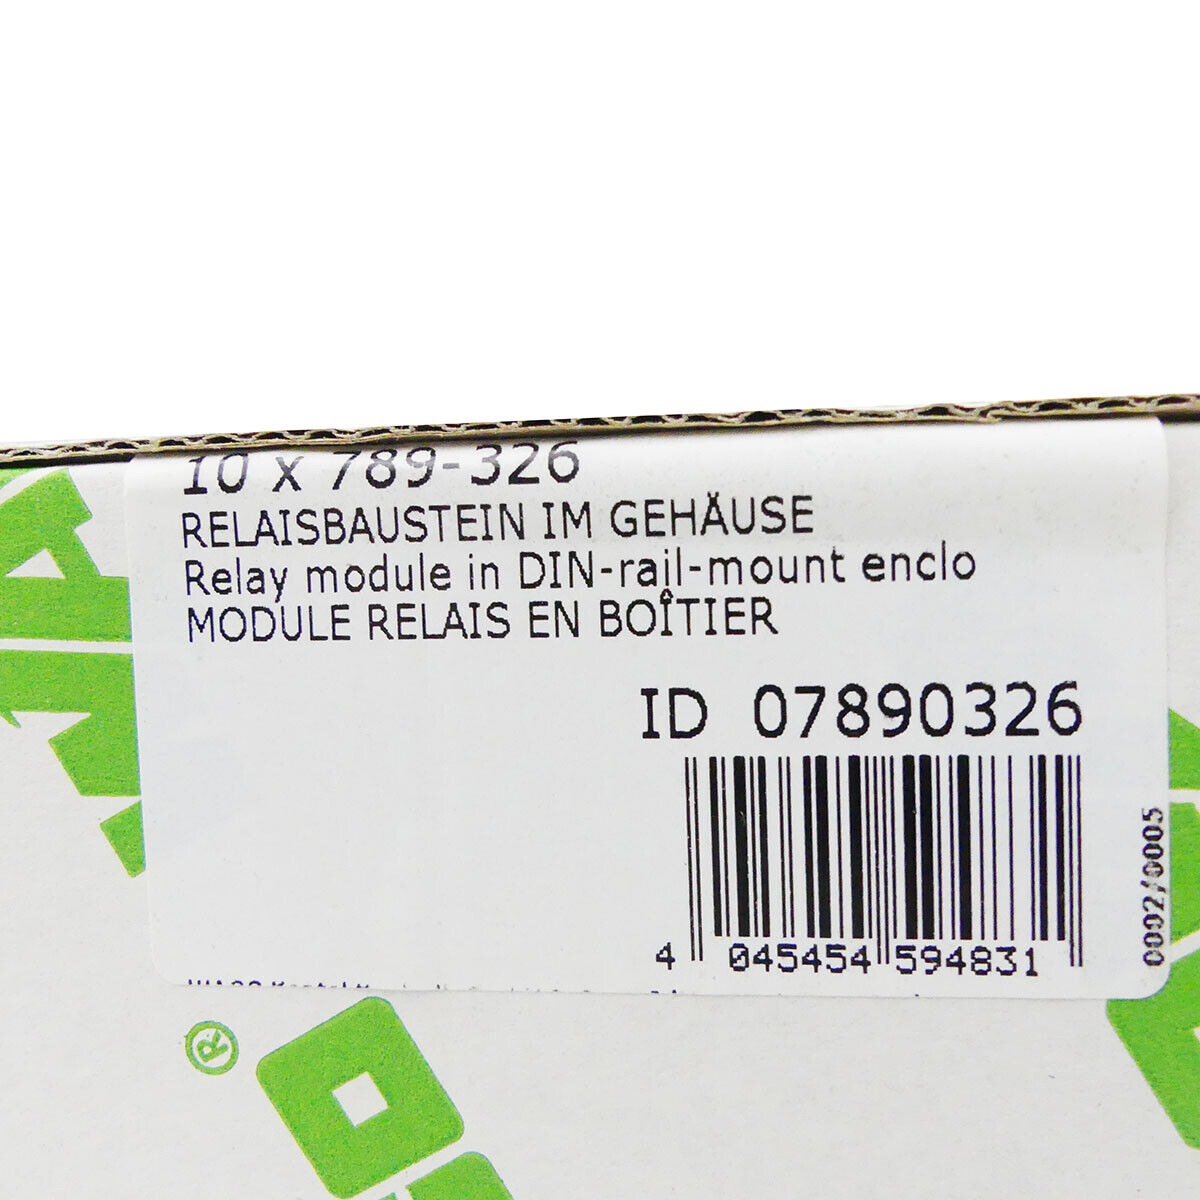 10 x 789-326
RELAISBAUSTEIN IM GEHÄUSE
Relay module in DIN-rail-mount enclo
MODULE RELAIS EN BOÎTIER
ID 07890326
4 045454 594831
0002/0005
®